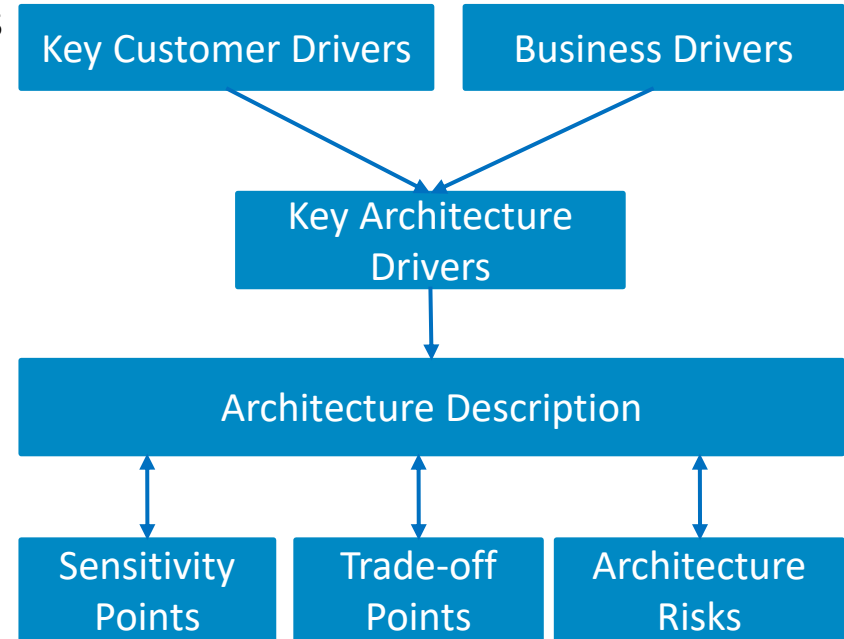 s
Key Customer Drivers
Business Drivers
Key Architecture
Drivers
Architecture Description
Sensitivity
Points
Trade-off
Points
Architecture
Risks